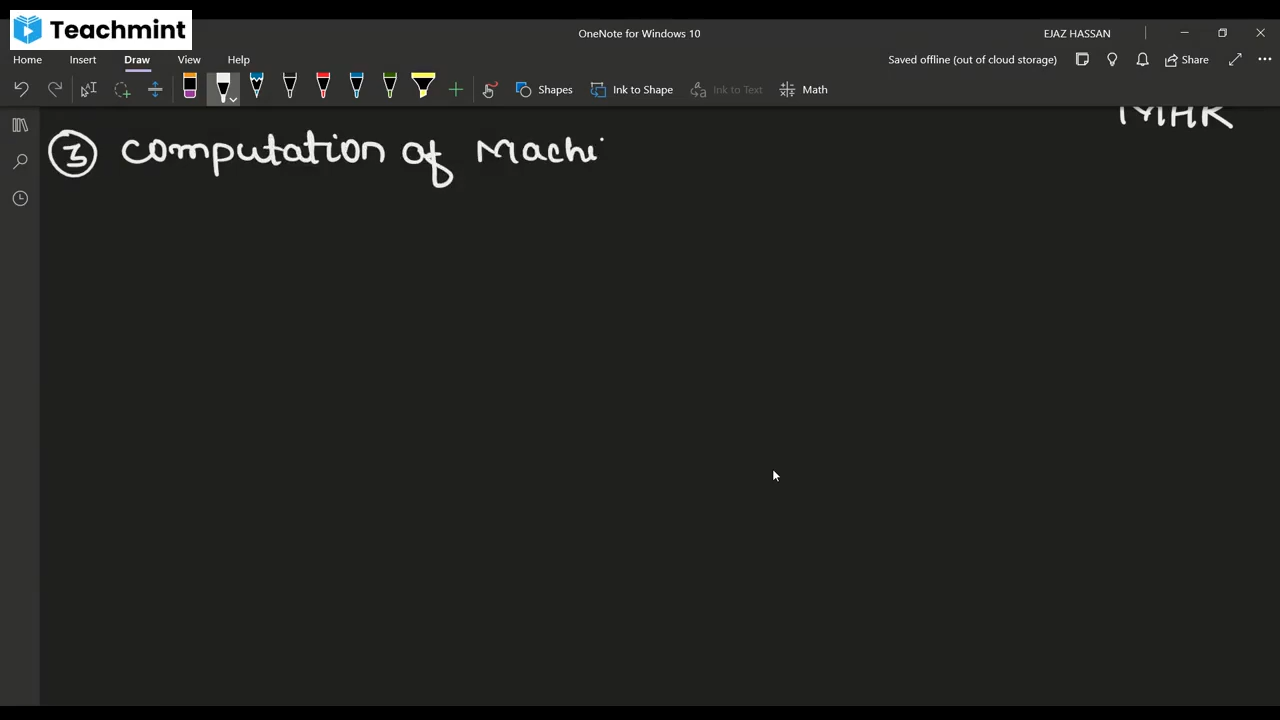 Teachmint
OneNote for Windows 10
EJAZ HASSAN
Home Insert Draw View Help
Saved offline (out of cloud storage)
Share
Shapes
Ink to Shape
Ink to Text
Math
MHR
3 Computation of Machi